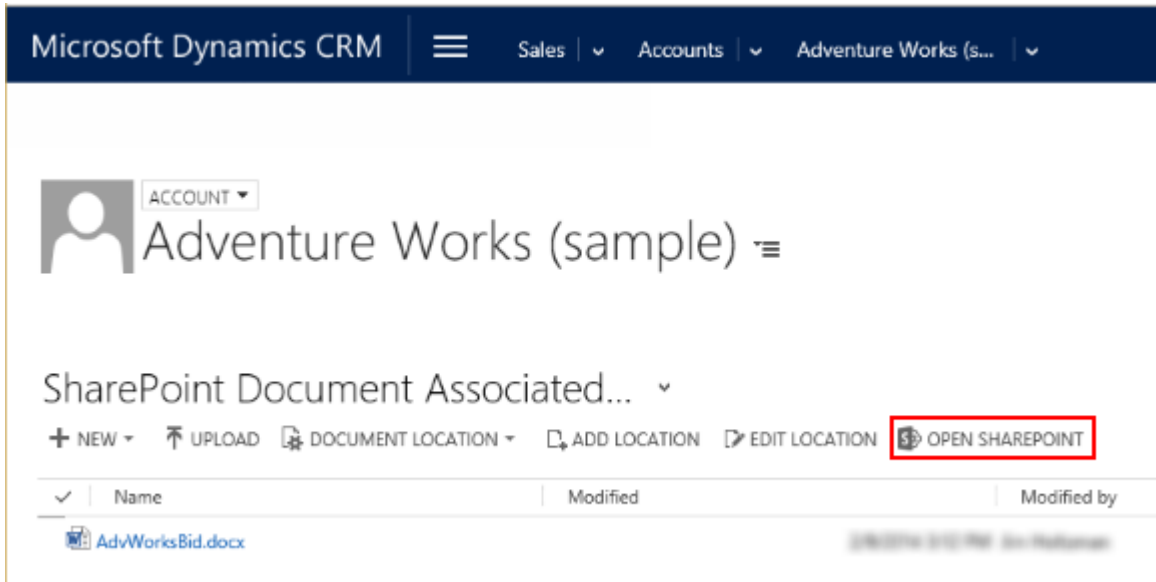 Microsoft Dynamics CRM Sales Accounts Adventure Works (s...
ACCOUNT
Adventure Works (sample)
SharePoint Document Associated...
NEW UPLOAD DOCUMENT LOCATION ADD LOCATION EDIT LOCATION OPEN SHAREPOINT
Name Modified Modified by
AdvWorksBid.docx